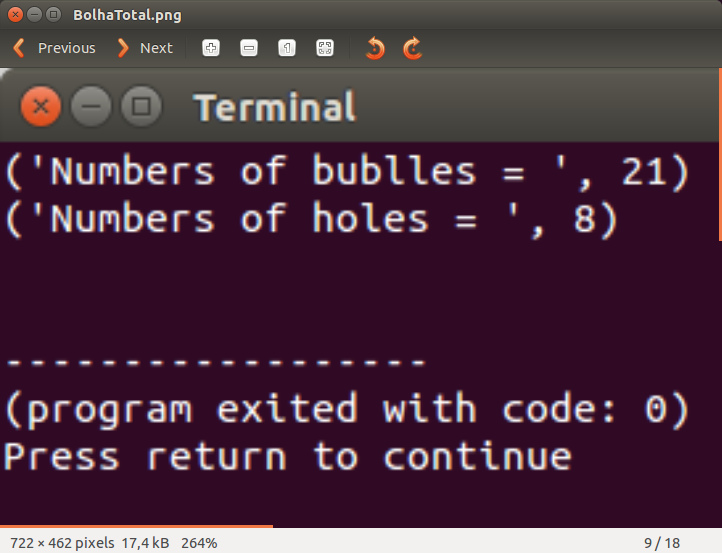 BolhaTotal.png
Previous Next
Terminal
('Numbers of bublles = ', 21)
('Numbers of holes = ', 8)
------------------
(program exited with code: 0)
Press return to continue
722 × 462 pixels 17,4 kB 264% 9 / 18